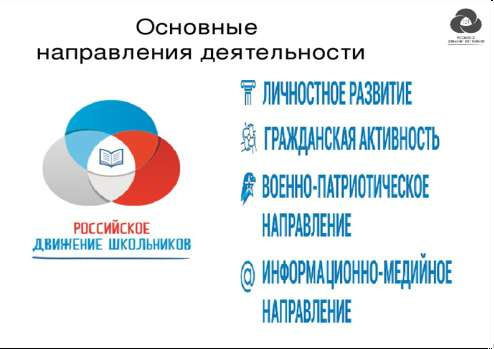 Основные
направления деятельности
ЛИЧНОСТНОЕ РАЗВИТИЕ
ГРАЖДАНСКАЯ АКТИВНОСТЬ
ВОЕННО-ПАТРИОТИЧЕСКОЕ
НАПРАВЛЕНИЕ
@ ИНФОРМАЦИОННО-МЕДИЙНОЕ
НАПРАВЛЕНИЕ
РОССИЙСКОЕ
ДВИЖЕНИЕ ШКОЛЬНИКОВ